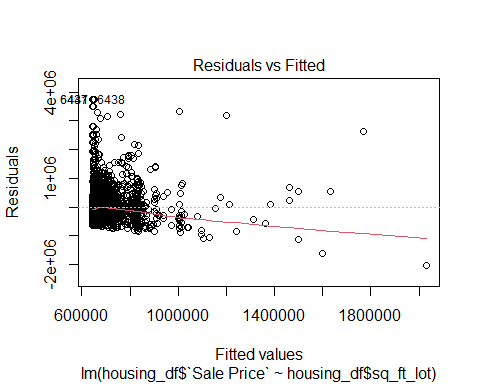 Residuals vs Fitted
6438
Residuals
-2e+06
1e+06
4e+06
600000
1000000
1400000
1800000
Fitted values
lm(housing_df$`Sale Price` ~ housing_df$sq_ft_lot)